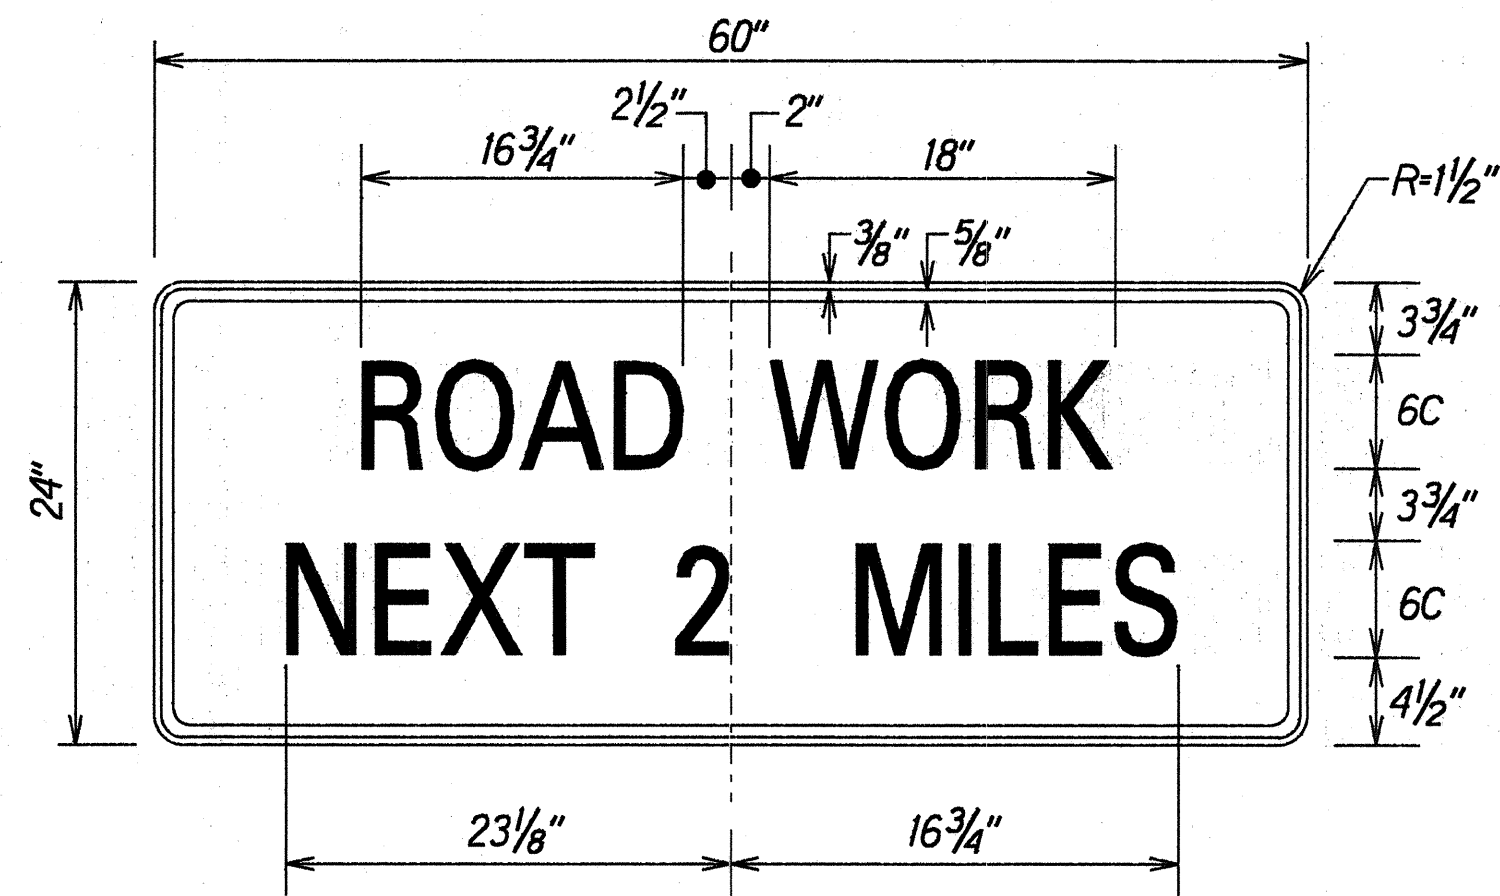 60"
2½" 2"
16¾" 18"
R=1½"
⅜" ⅝"
3¾"
ROAD WORK
6C
24"
3¾"
NEXT 2 MILES
6C
4½"
23⅛" 16¾"